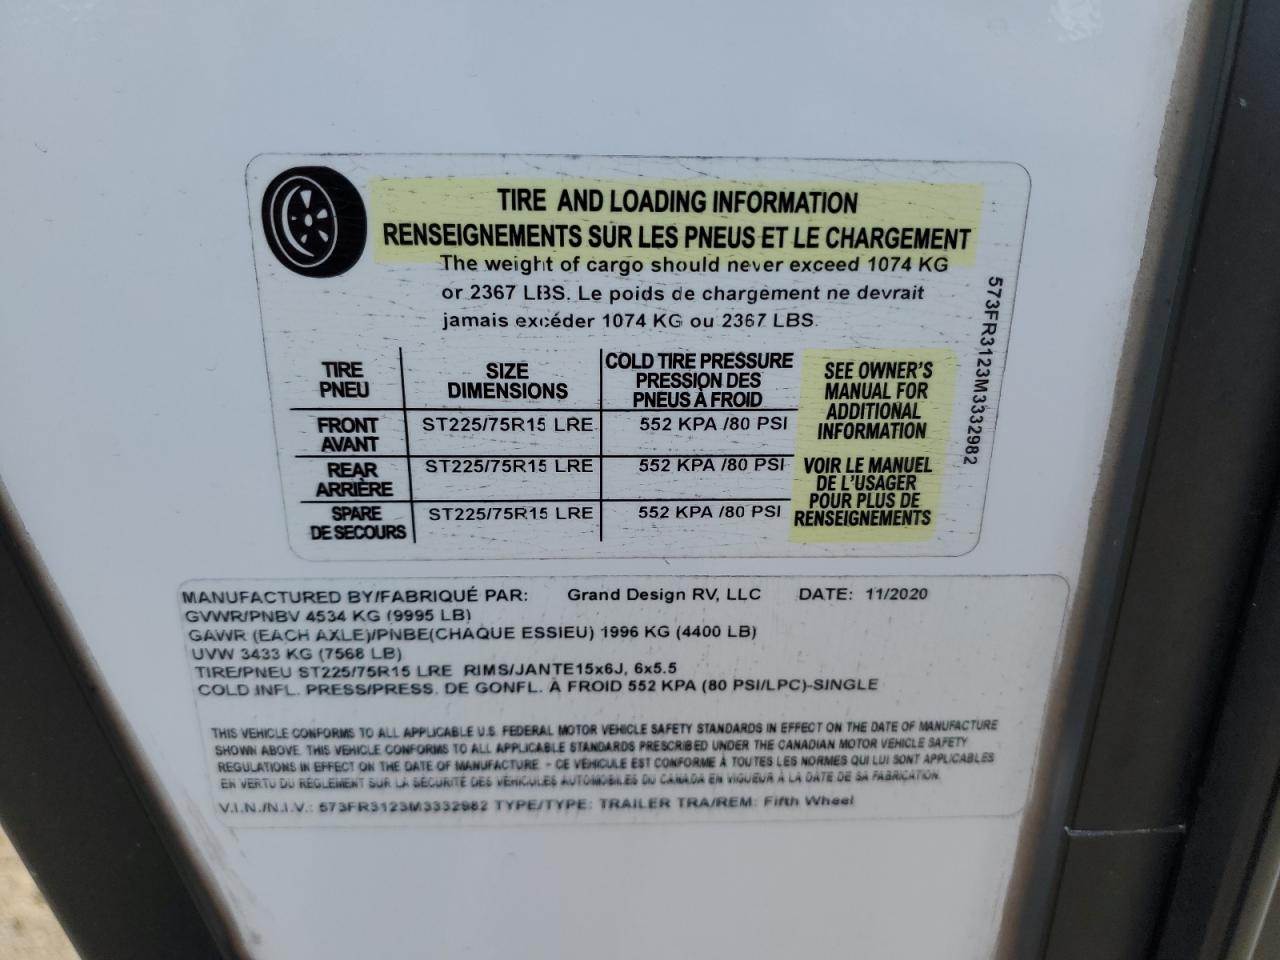 TIRE AND LOADING INFORMATION
RENSEIGNEMENTS SUR LES PNEUS ET LE CHARGEMENT
The weight of cargo should never exceed 1074 KG
or 2367 LBS. Le poids de chargement ne devrait
jamais excéder 1074 KG ou 2367 LBS.
TIRE
PNEU
SIZE
DIMENSIONS
COLD TIRE PRESSURE
PRESSION DES
PNEUS À FROID
FRONT
AVANT
ST225/75R15 LRE
552 KPA /80 PSI
REAR
ARRIÈRE
ST225/75R15 LRE
552 KPA /80 PSI
SPARE
DE SECOURS
ST225/75R15 LRE
552 KPA /80 PSI
SEE OWNER'S
MANUAL FOR
ADDITIONAL
INFORMATION
VOIR LE MANUEL
DE L'USAGER
POUR PLUS DE
RENSEIGNEMENTS
573FR3123M3332982
MANUFACTURED BY/FABRIQUÉ PAR: Grand Design RV, LLC DATE: 11/2020
GVWR/PNBV 4534 KG (9995 LB)
GAWR (EACH AXLE)/PNBE(CHAQUE ESSIEU) 1996 KG (4400 LB)
UVW 3433 KG (7568 LB)
TIRE/PNEU ST225/75R15 LRE RIMS/JANTE15x6J, 6x5.5
COLD INFL. PRESS/PRESS. DE GONFL. À FROID 552 KPA (80 PSI/LPC)-SINGLE
THIS VEHICLE CONFORMS TO ALL APPLICABLE U.S. FEDERAL MOTOR VEHICLE SAFETY STANDARDS IN EFFECT ON THE DATE OF MANUFACTURE
SHOWN ABOVE. THIS VEHICLE CONFORMS TO ALL APPLICABLE STANDARDS PRESCRIBED UNDER THE CANADIAN MOTOR VEHICLE SAFETY
REGULATIONS IN EFFECT ON THE DATE OF MANUFACTURE. - CE VÉHICULE EST CONFORME À TOUTES LES NORMES QUI LUI SONT APPLICABLES
EN VERTU DU RÈGLEMENT SUR LA SÉCURITÉ DES VÉHICULES AUTOMOBILES DU CANADA EN VIGUEUR À LA DATE DE SA FABRICATION.
V.I.N./N.I.V.: 573FR3123M3332982 TYPE/TYPE: TRAILER TRA/REM: Fifth Wheel